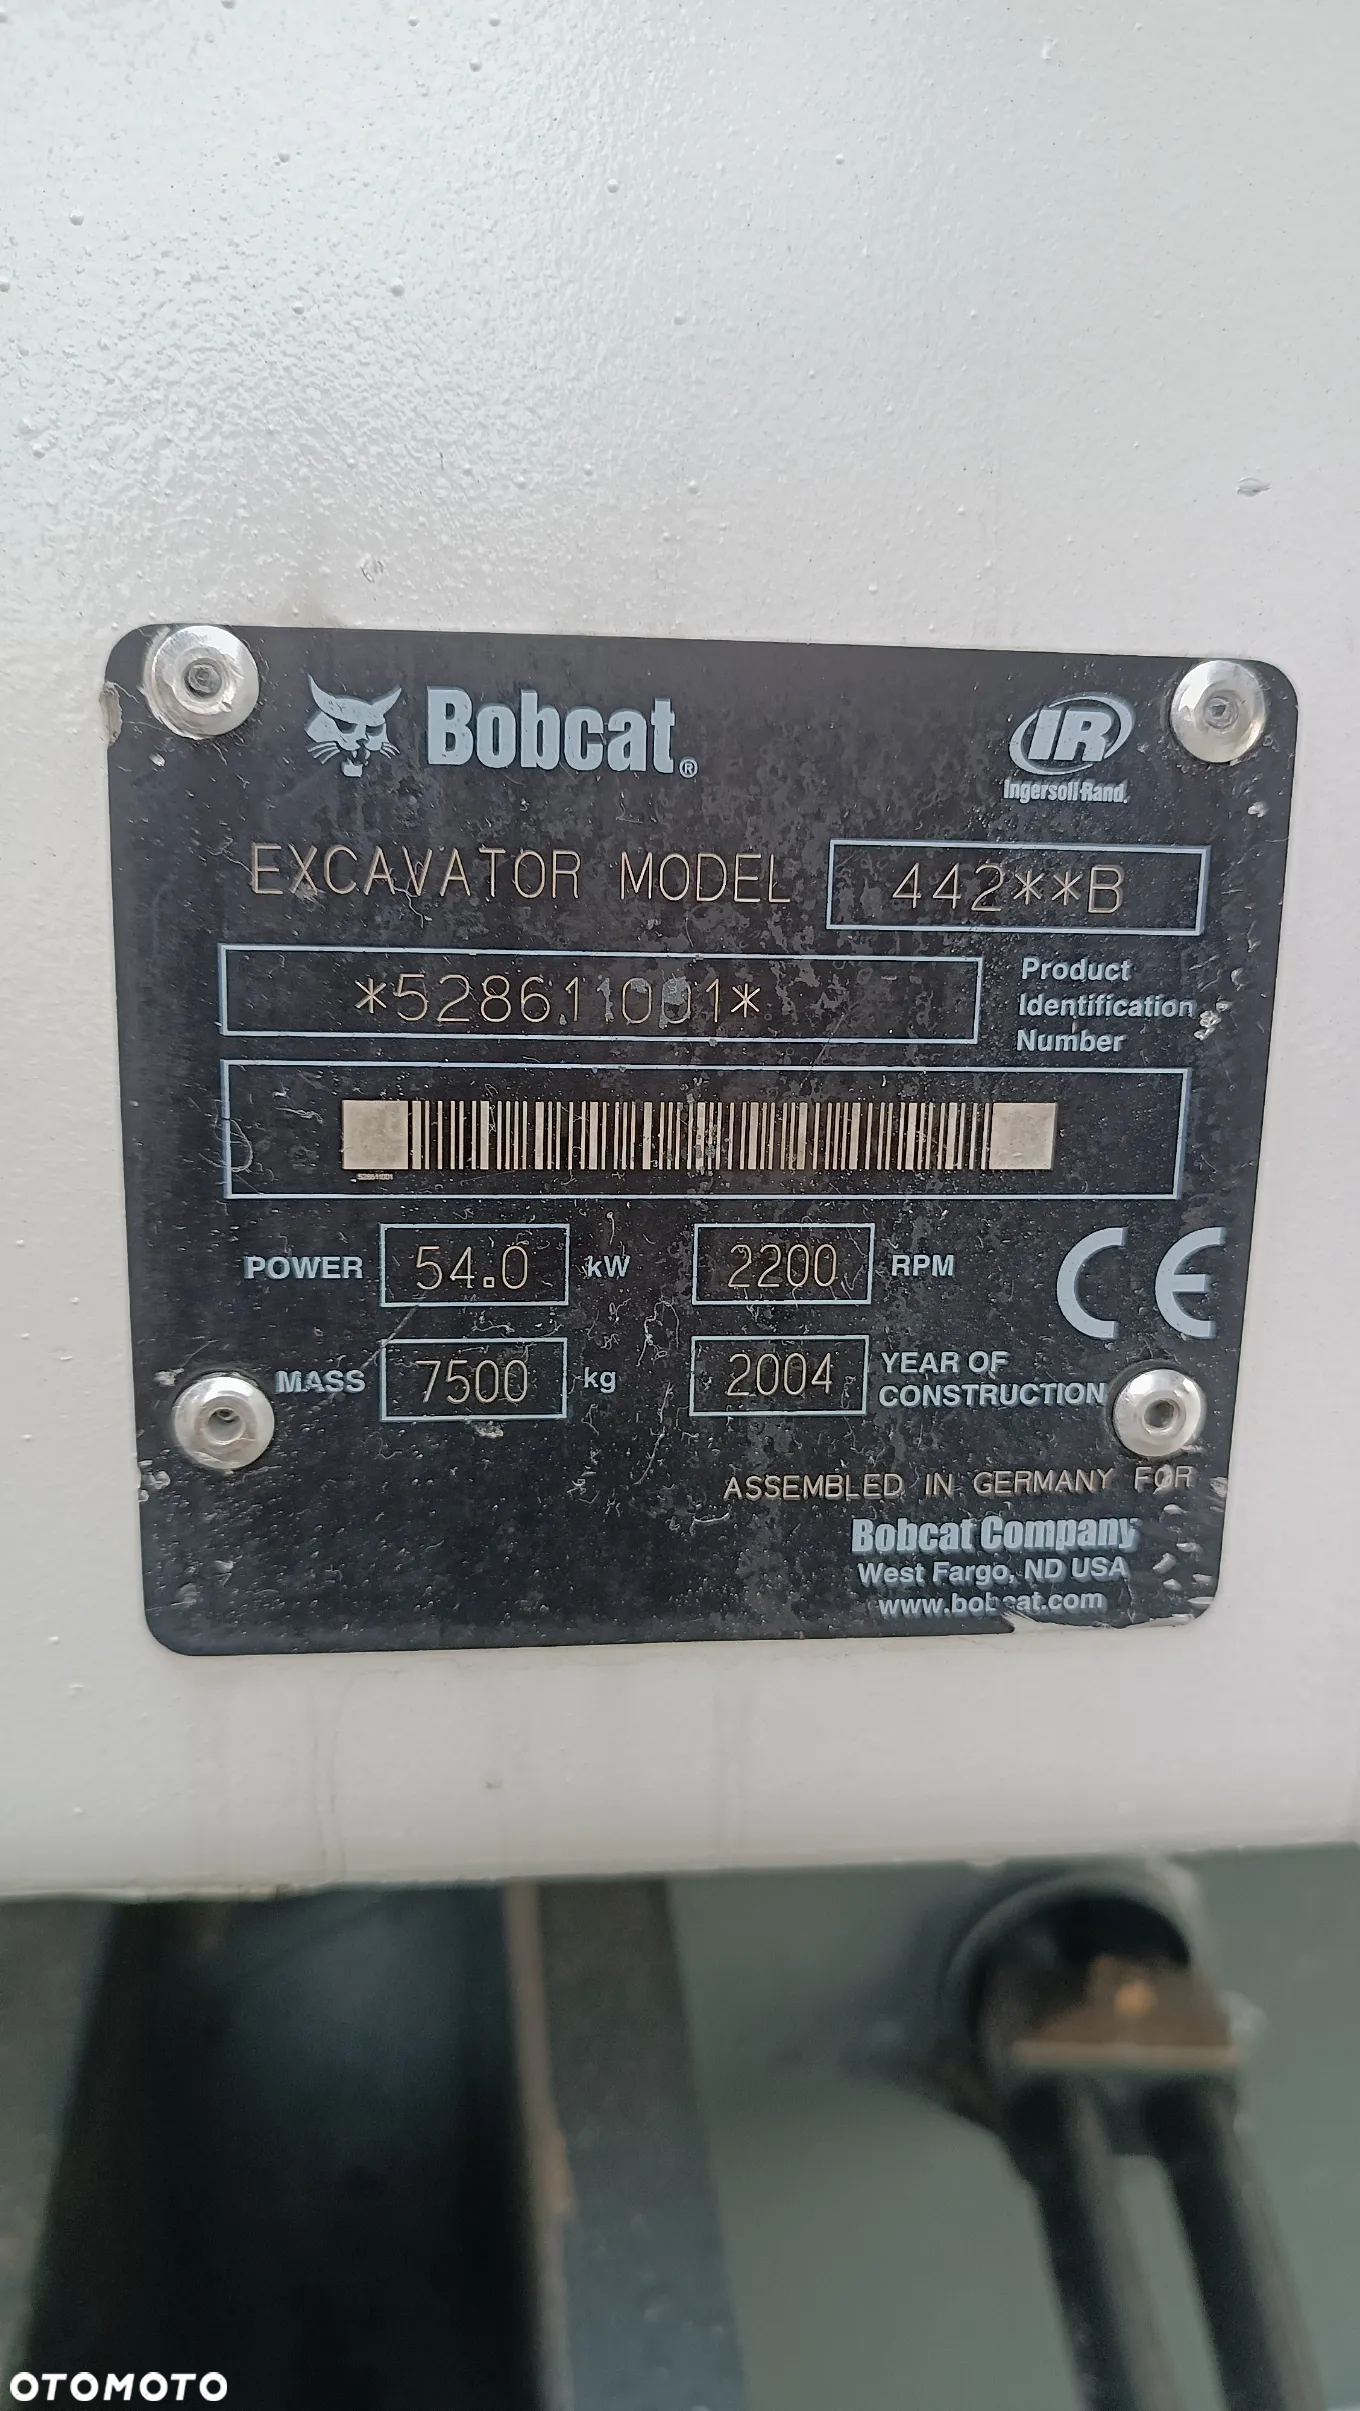 Bobcat®
IR
Ingersoll-Rand.
EXCAVATOR MODEL 442**B
*528611001*
Product
Identification
Number
528611001
POWER 54.0 kW 2200 RPM
CE
MASS 7500 kg 2004 YEAR OF
CONSTRUCTION
ASSEMBLED IN GERMANY FOR
Bobcat Company
West Fargo, ND USA
www.bobcat.com
OTOMOTO